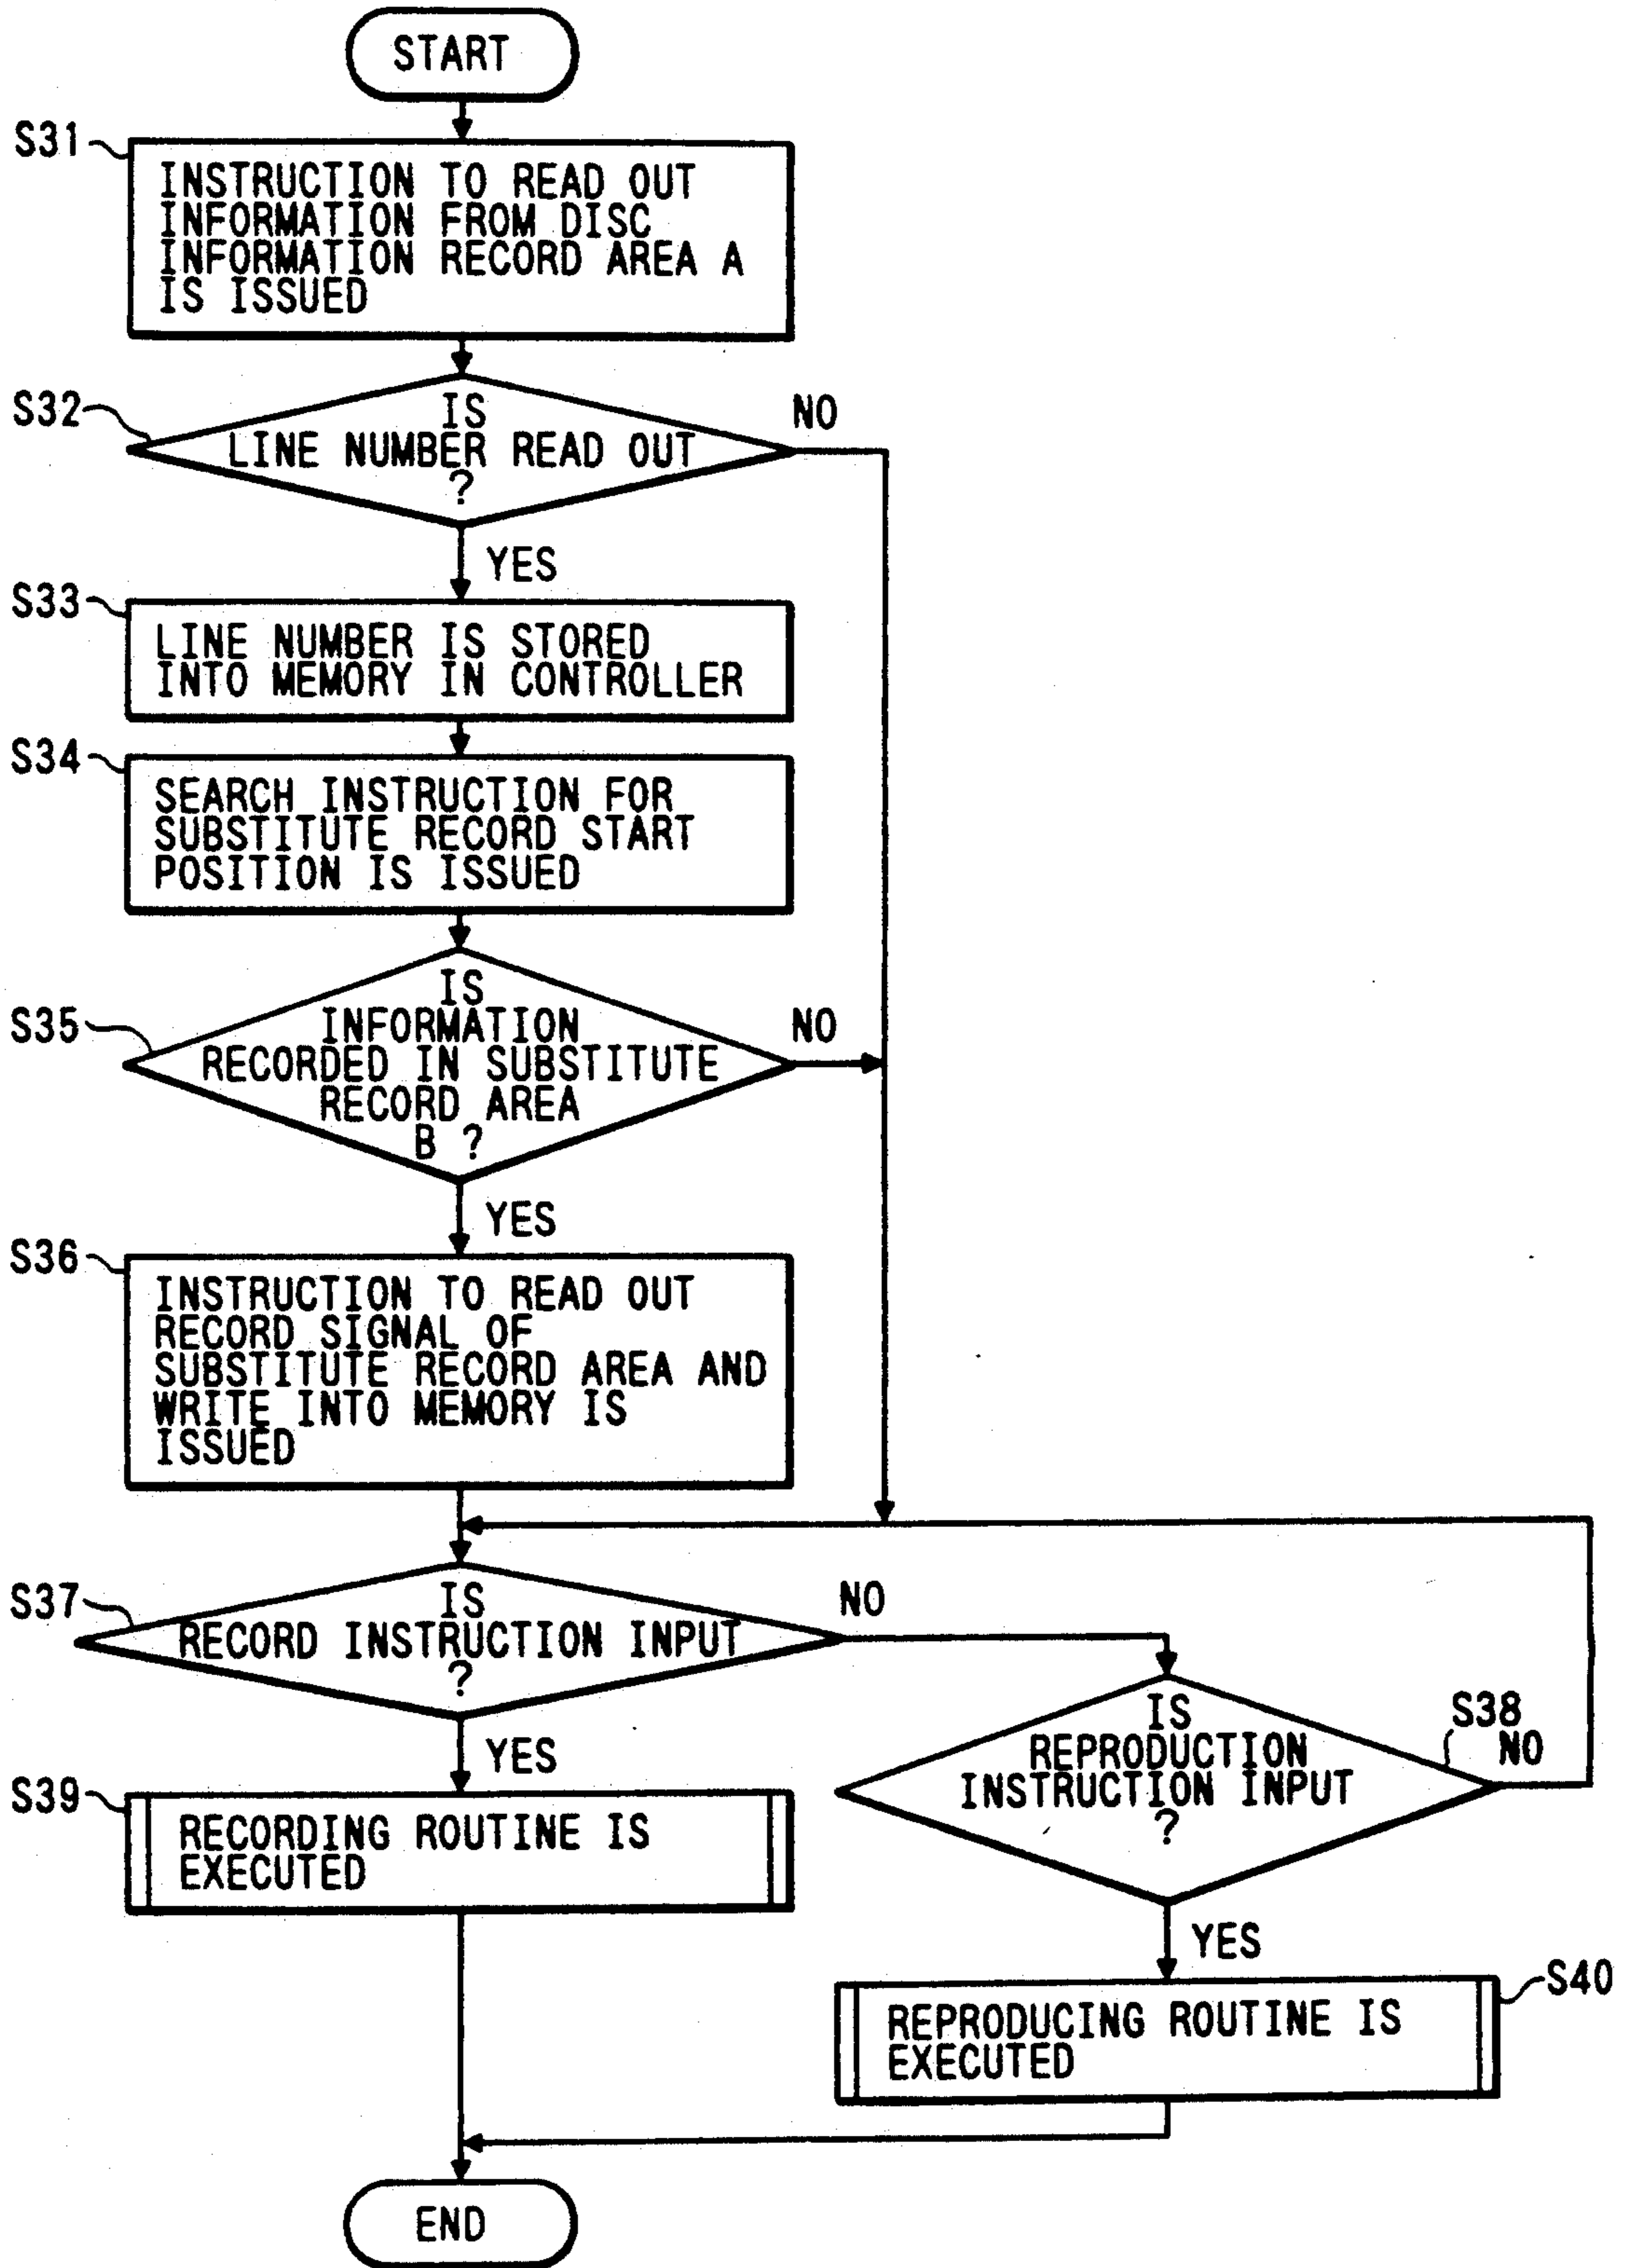 START
S31
INSTRUCTION TO READ OUT
INFORMATION FROM DISC
INFORMATION RECORD AREA A
IS ISSUED
S32
IS
LINE NUMBER READ OUT
?
NO
YES
S33
LINE NUMBER IS STORED
INTO MEMORY IN CONTROLLER
S34
SEARCH INSTRUCTION FOR
SUBSTITUTE RECORD START
POSITION IS ISSUED
S35
IS
INFORMATION
RECORDED IN SUBSTITUTE
RECORD AREA
B ?
NO
YES
S36
INSTRUCTION TO READ OUT
RECORD SIGNAL OF
SUBSTITUTE RECORD AREA AND
WRITE INTO MEMORY IS
ISSUED
S37
IS
RECORD INSTRUCTION INPUT
?
NO
YES
S38
IS
REPRODUCTION
INSTRUCTION INPUT
?
NO
YES
S39
RECORDING ROUTINE IS
EXECUTED
S40
REPRODUCING ROUTINE IS
EXECUTED
END